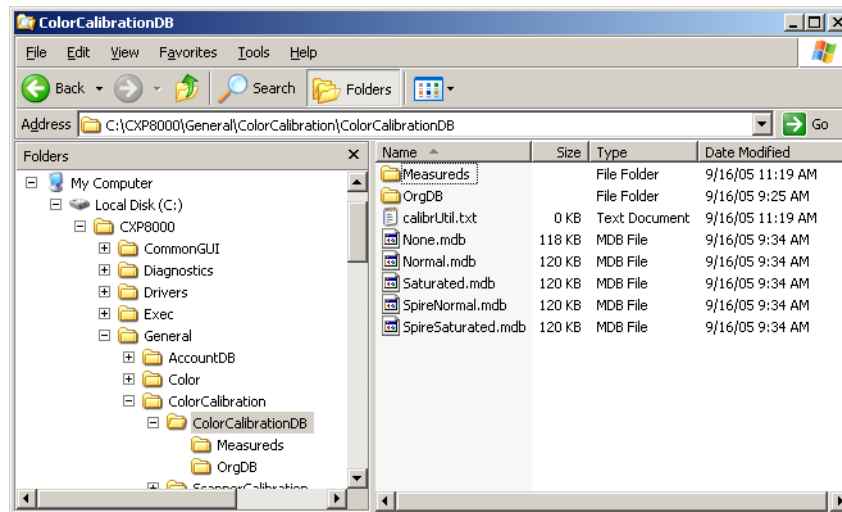 ColorCalibrationDB
File Edit View Favorites Tools Help
Back Search Folders
Address C:\CXP8000\General\ColorCalibration\ColorCalibrationDB Go
Folders
My Computer
Local Disk (C:)
CXP8000
CommonGUI
Diagnostics
Drivers
Exec
General
AccountDB
Color
ColorCalibration
ColorCalibrationDB
Measureds
OrgDB
ScannerCalibration
Name Size Type Date Modified
Measureds File Folder 9/16/05 11:19 AM
OrgDB File Folder 9/16/05 9:25 AM
calibrUtil.txt 0 KB Text Document 9/16/05 11:19 AM
None.mdb 118 KB MDB File 9/16/05 9:34 AM
Normal.mdb 120 KB MDB File 9/16/05 9:34 AM
Saturated.mdb 120 KB MDB File 9/16/05 9:34 AM
SpireNormal.mdb 120 KB MDB File 9/16/05 9:34 AM
SpireSaturated.mdb 120 KB MDB File 9/16/05 9:34 AM